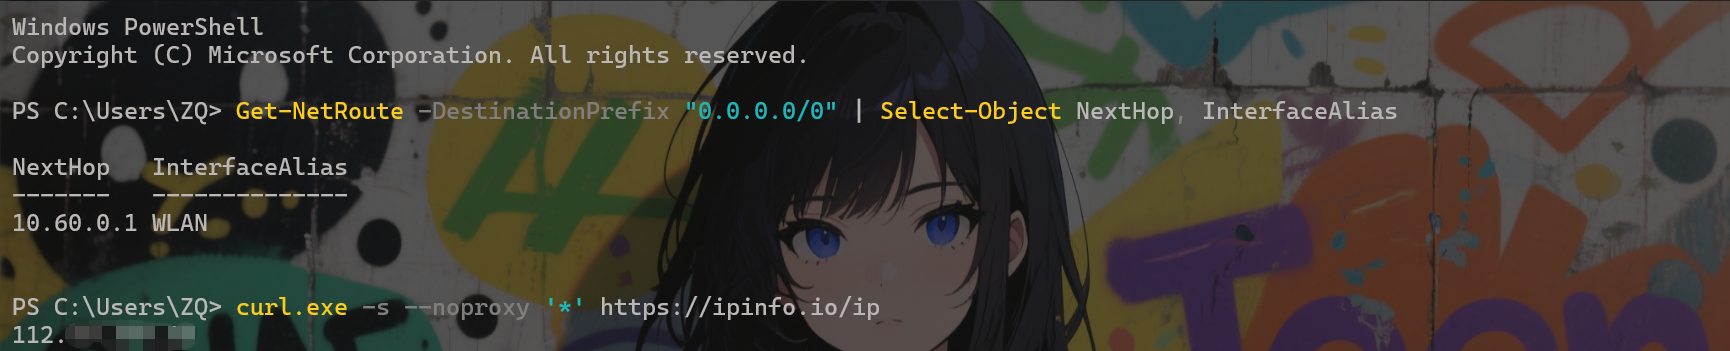 Windows PowerShell
Copyright (C) Microsoft Corporation. All rights reserved.
PS C:\Users\ZQ> Get-NetRoute -DestinationPrefix "0.0.0.0/0" | Select-Object NextHop, InterfaceAlias
NextHop   InterfaceAlias
-------   --------------
10.60.0.1 WLAN
PS C:\Users\ZQ> curl.exe -s --noproxy '*' https://ipinfo.io/ip
112.